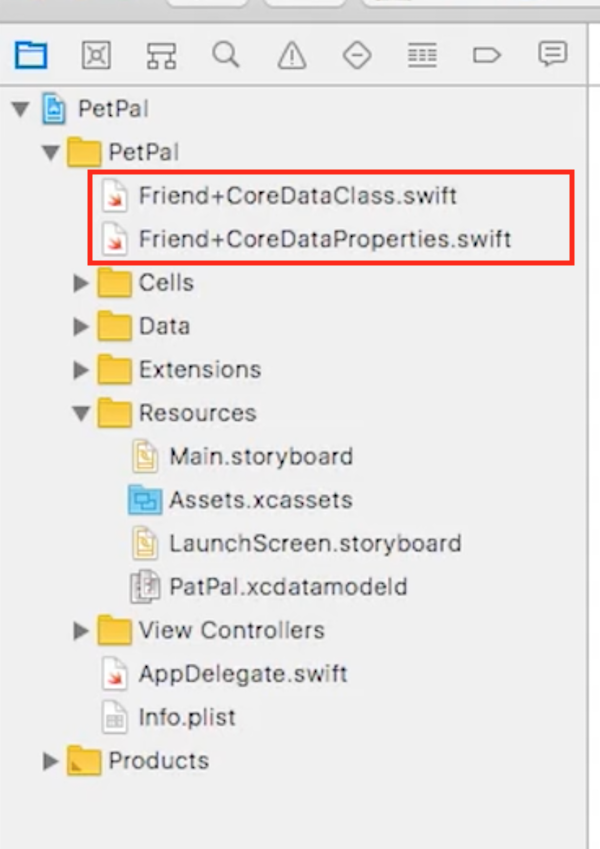 PetPal
PetPal
Friend+CoreDataClass.swift
Friend+CoreDataProperties.swift
Cells
Data
Extensions
Resources
Main.storyboard
Assets.xcassets
LaunchScreen.storyboard
PatPal.xcdatamodeld
View Controllers
AppDelegate.swift
Info.plist
Products